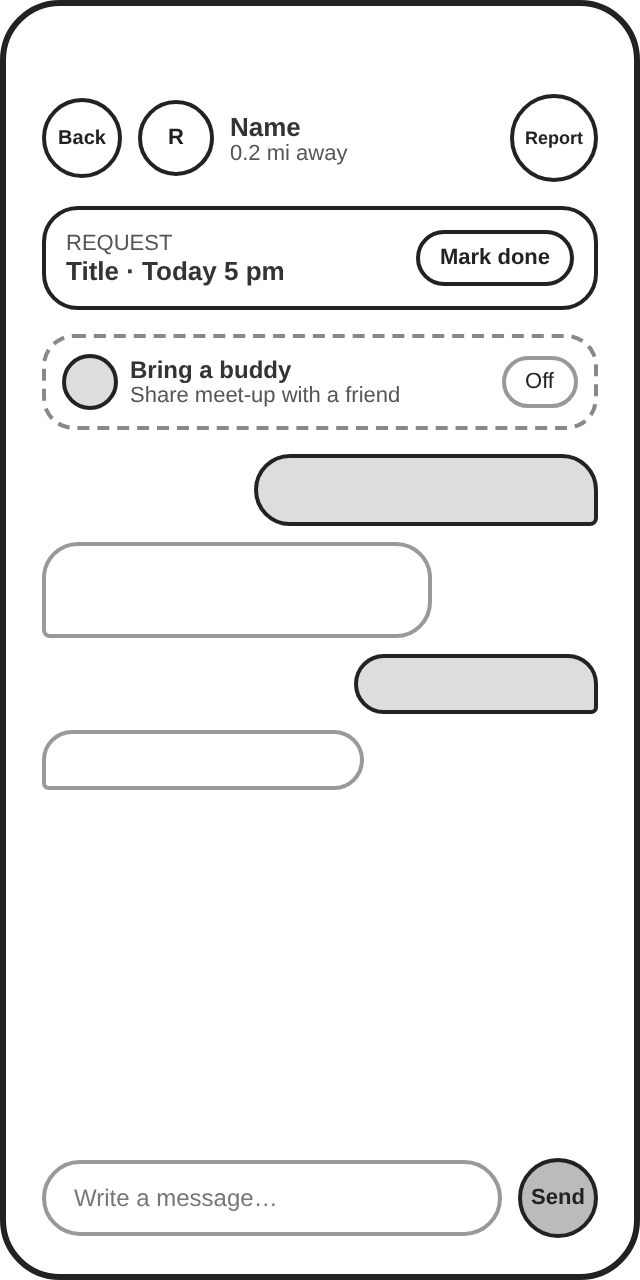 Back
R
Name
0.2 mi away
Report
REQUEST
Title · Today 5 pm
Mark done
Bring a buddy
Share meet-up with a friend
Off
Write a message…
Send